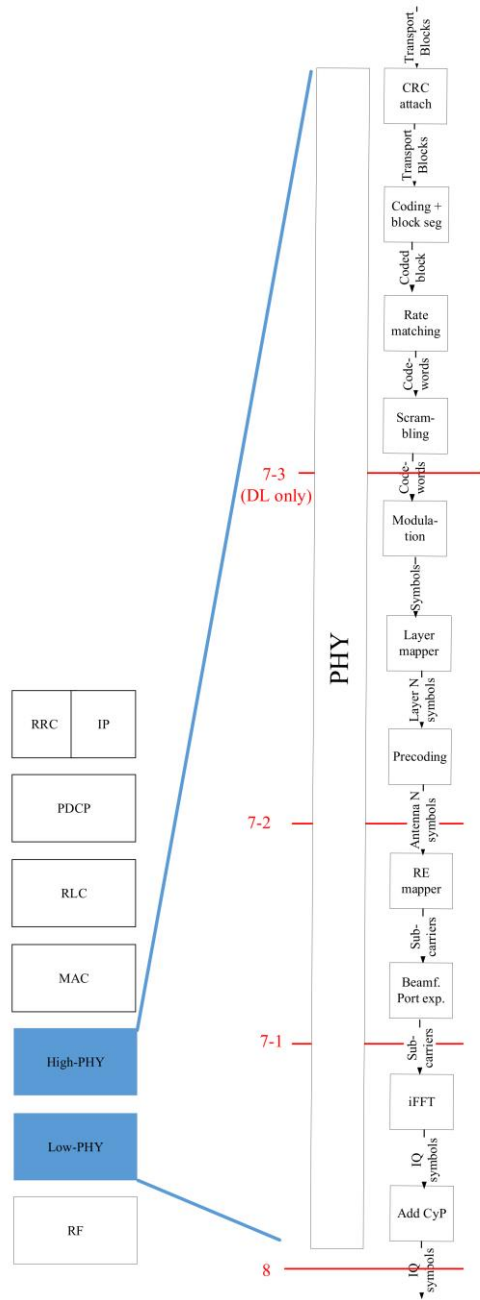 Transport
Blocks
CRC
attach
Transport
Blocks
Coding +
block seg
Coded
block
Rate
matching
Code-
words
Scram-
bling
7-3
(DL only)
Code-
words
Modula-
tion
Symbols
PHY
Layer
mapper
Layer N
symbols
RRC
IP
Precoding
PDCP
7-2
Antenna N
symbols
RE
mapper
RLC
Sub-
carriers
MAC
Beamf.
Port exp.
7-1
Sub-
carriers
High-PHY
iFFT
Low-PHY
IQ
symbols
RF
Add CyP
8
IQ
symbols